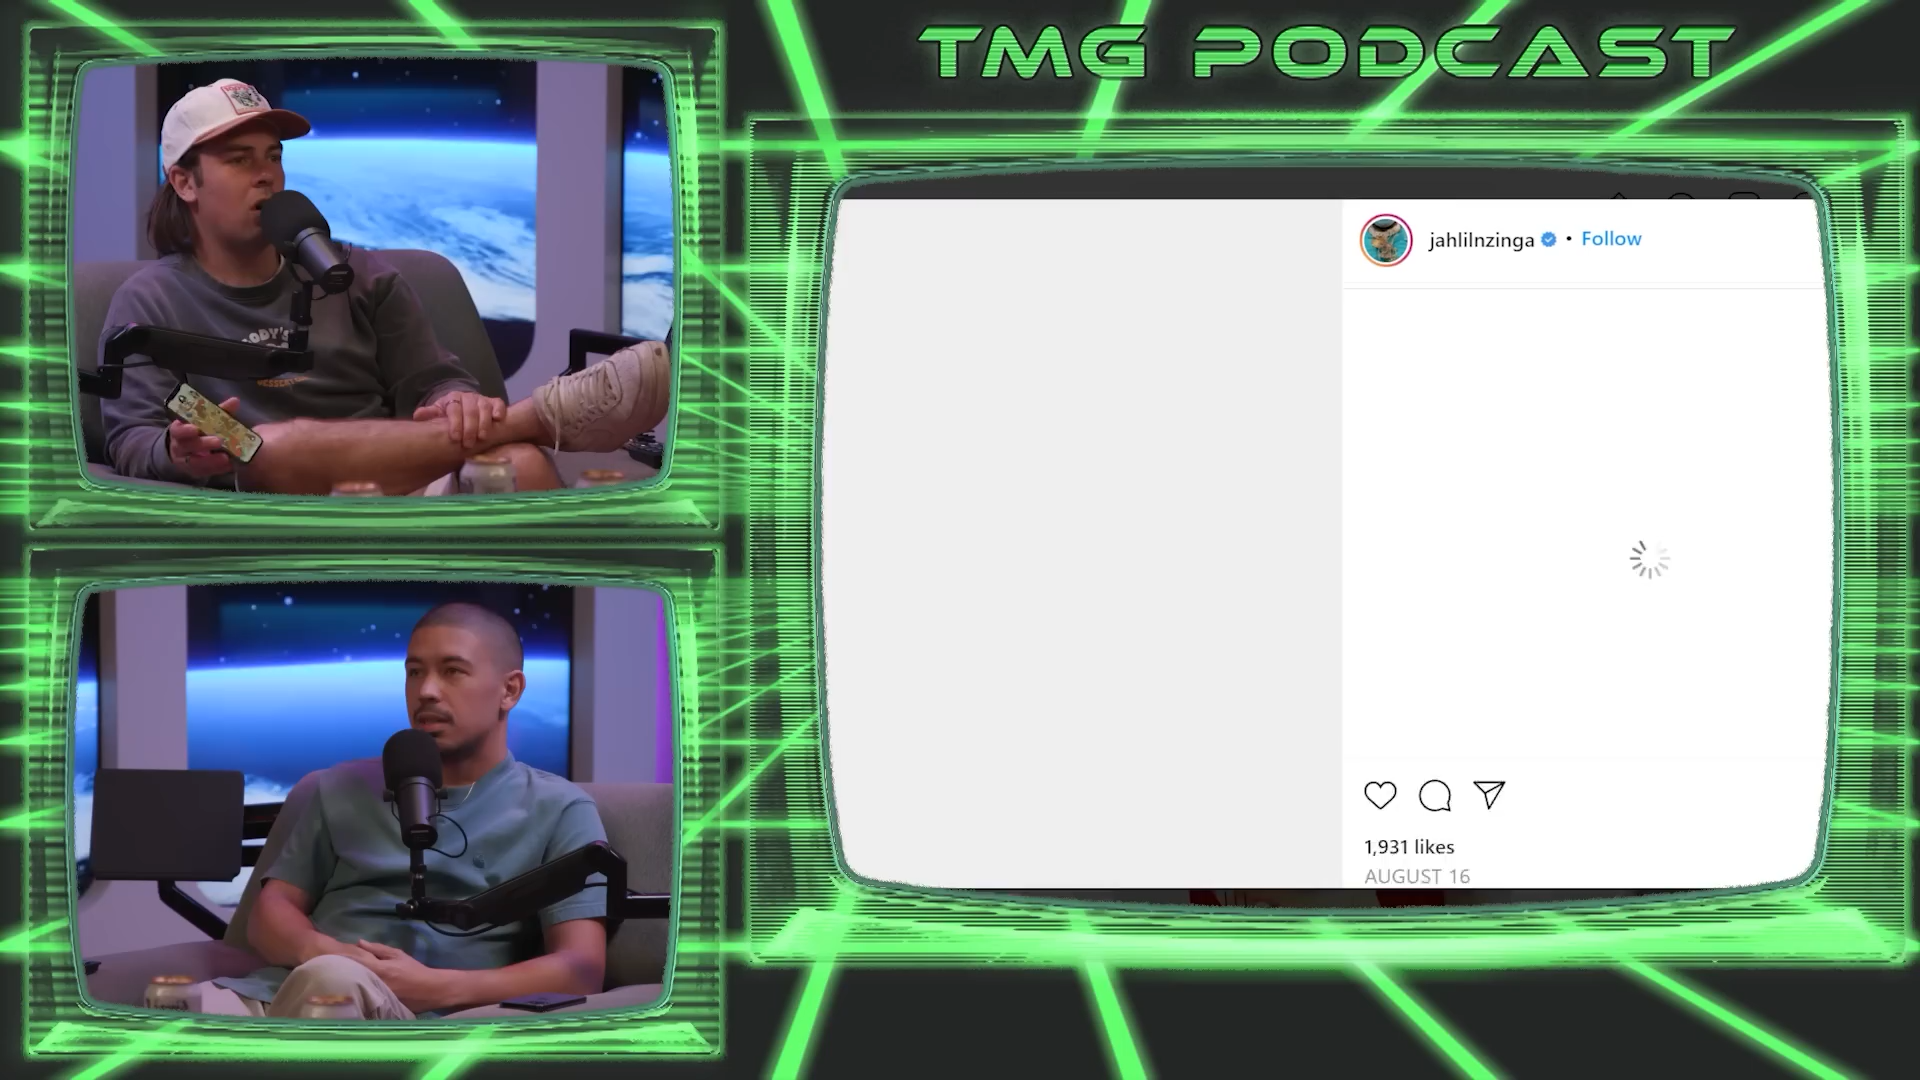 TMG PODCAST
jahlilnzinga • Follow
1,931 likes
AUGUST 16